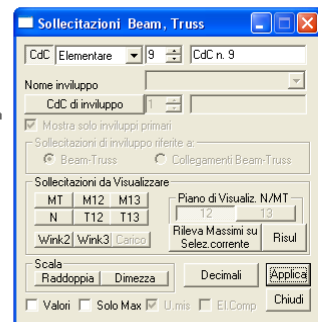 Sollecitazioni Beam, Truss
CdC Elementare 9 CdC n. 9
Nome inviluppo
CdC di inviluppo 1
Mostra solo inviluppi primari
Sollecitazioni di inviluppo riferite a:
Beam-Truss Collegamenti Beam-Truss
Sollecitazioni da Visualizzare
MT M12 M13 Piano di Visualiz. N/MT
N T12 T13 12 13
Wink2 Wink3 Carico Rileva Massimi su Selez.corrente Risul
Scala
Raddoppia Dimezza Decimali Applica
Valori Solo Max U.mis El.Comp Chiudi